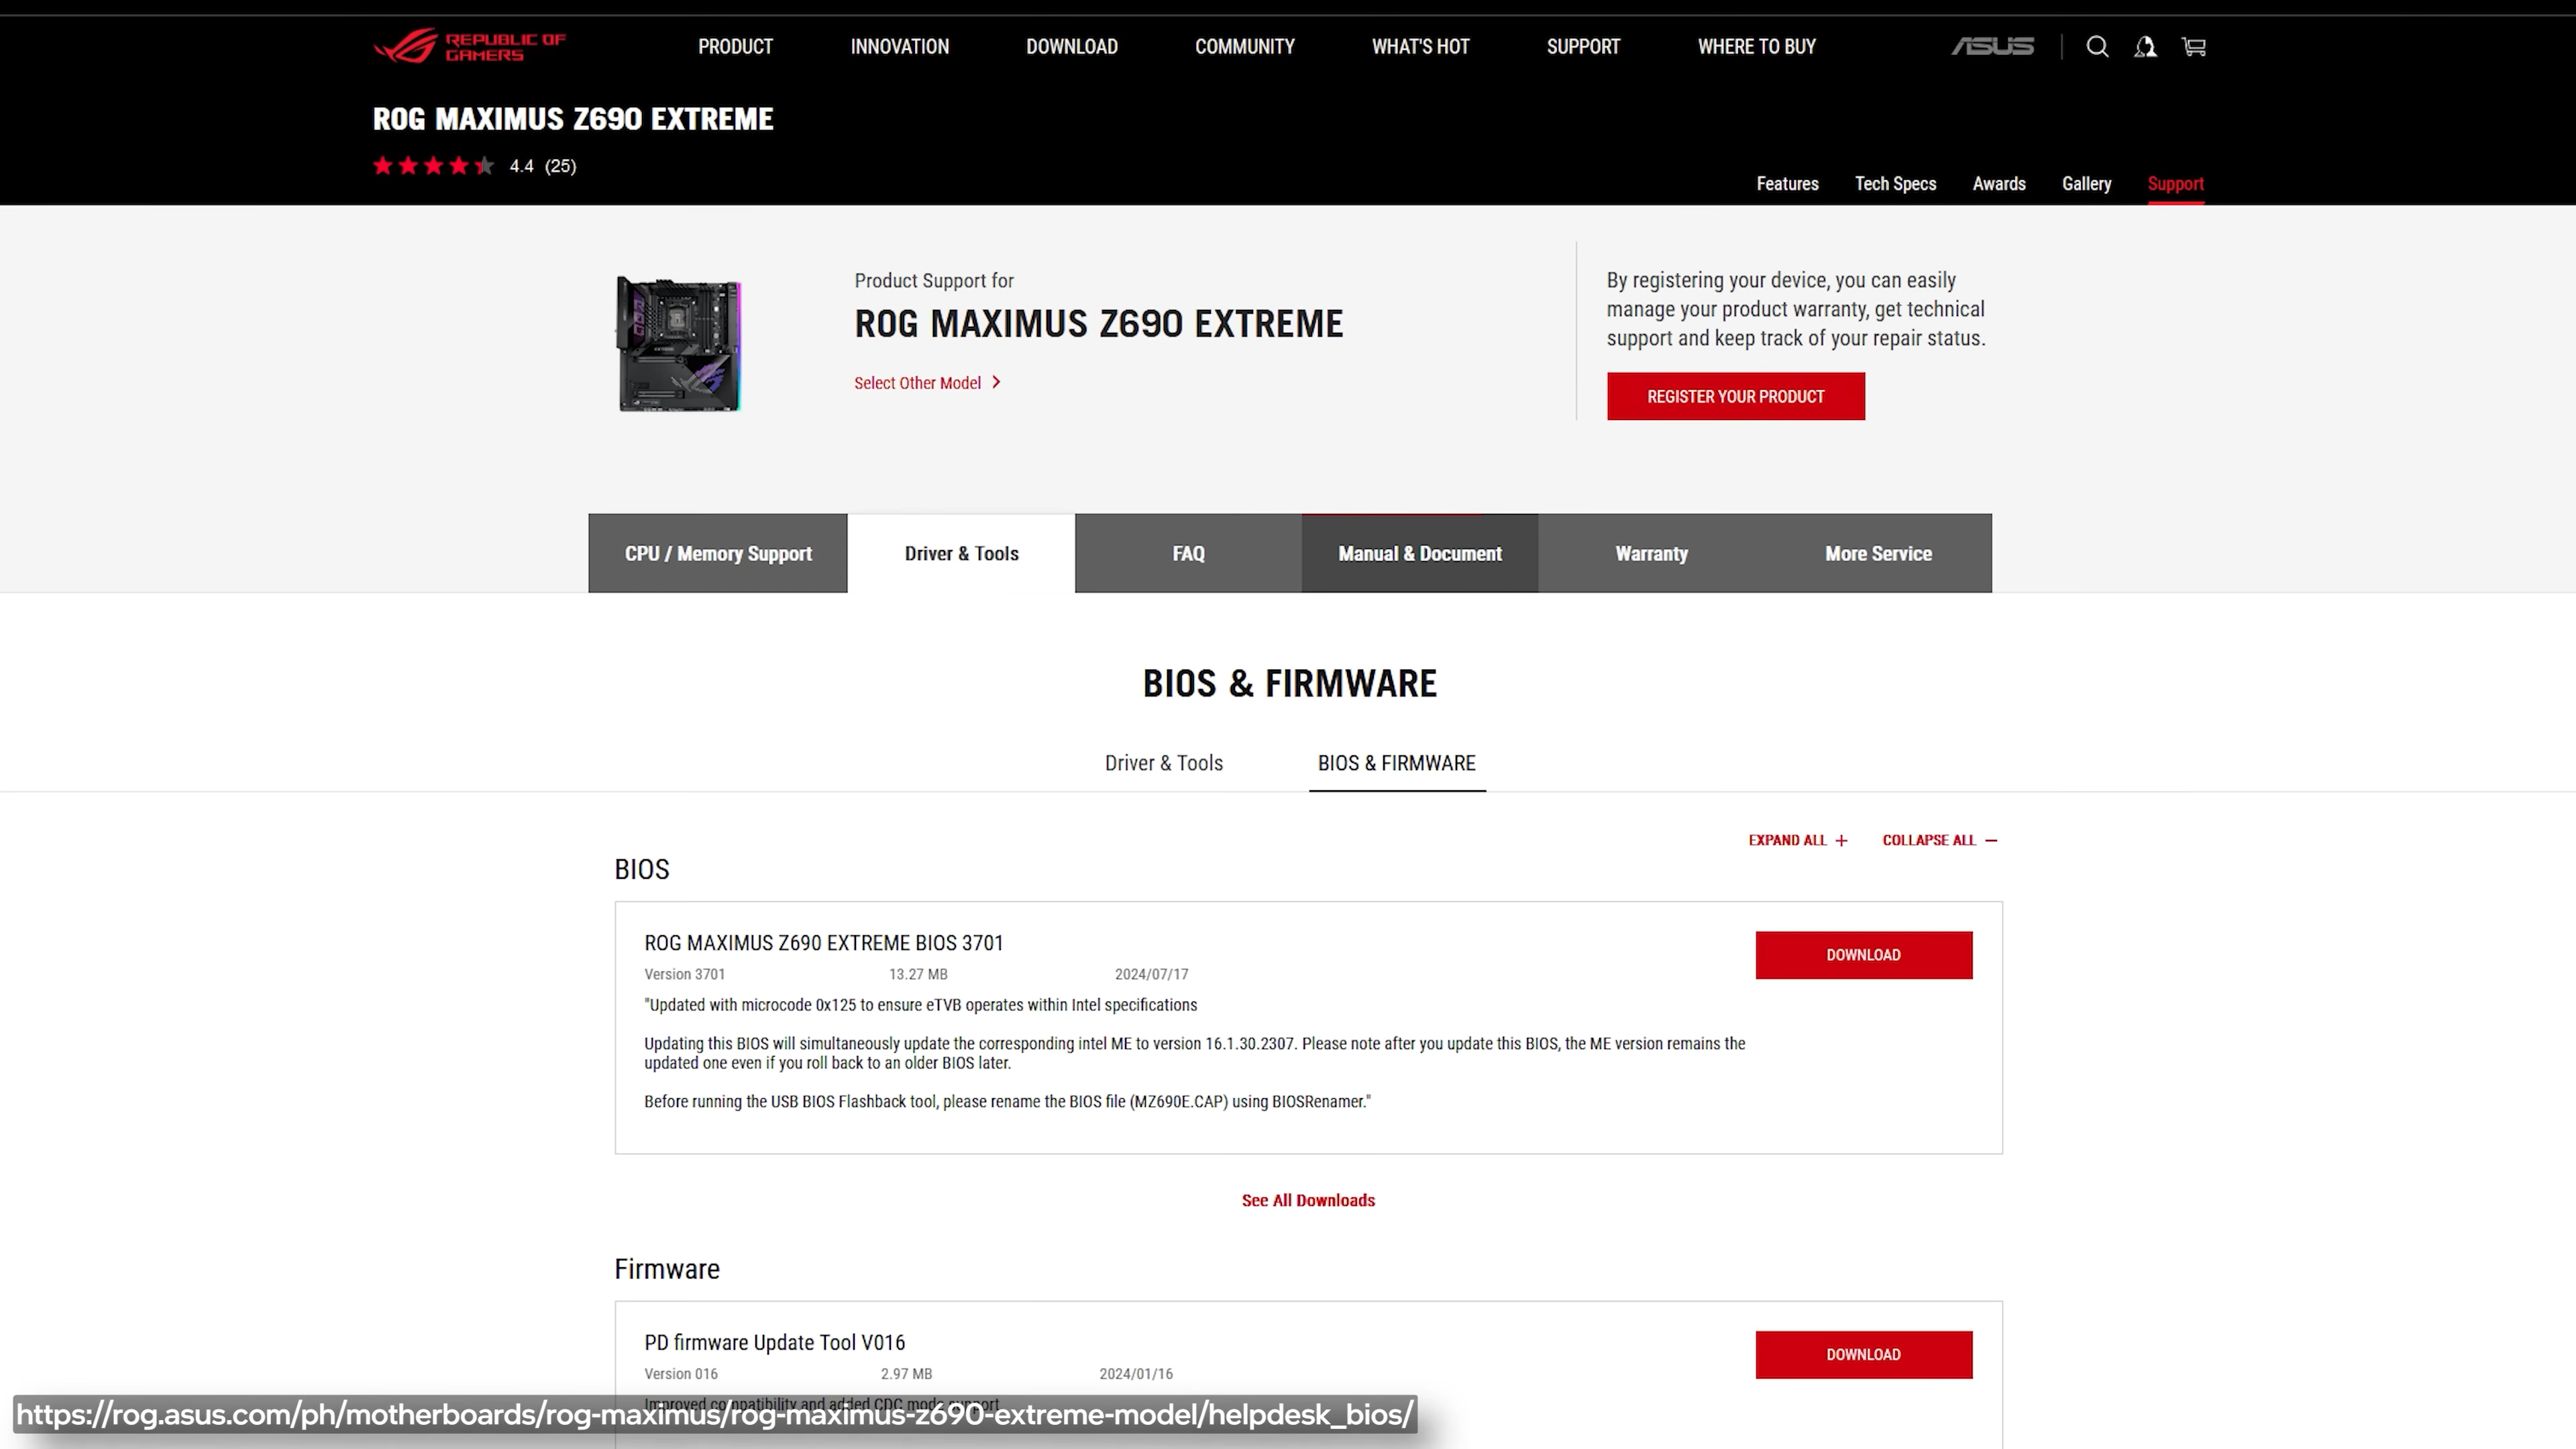 REPUBLIC OF
GAMERS
PRODUCT
INNOVATION
DOWNLOAD
COMMUNITY
WHAT'S HOT
SUPPORT
WHERE TO BUY
ASUS
ROG MAXIMUS Z690 EXTREME
4.4 (25)
Features
Tech Specs
Awards
Gallery
Support
Product Support for
ROG MAXIMUS Z690 EXTREME
Select Other Model
By registering your device, you can easily
manage your product warranty, get technical
support and keep track of your repair status.
REGISTER YOUR PRODUCT
CPU / Memory Support
Driver & Tools
FAQ
Manual & Document
Warranty
More Service
BIOS & FIRMWARE
Driver & Tools
BIOS & FIRMWARE
EXPAND ALL +
COLLAPSE ALL −
BIOS
ROG MAXIMUS Z690 EXTREME BIOS 3701
DOWNLOAD
Version 3701
13.27 MB
2024/07/17
"Updated with microcode 0x125 to ensure eTVB operates within Intel specifications
Updating this BIOS will simultaneously update the corresponding intel ME to version 16.1.30.2307. Please note after you update this BIOS, the ME version remains the
updated one even if you roll back to an older BIOS later.
Before running the USB BIOS Flashback tool, please rename the BIOS file (MZ690E.CAP) using BIOSRenamer."
See All Downloads
Firmware
PD firmware Update Tool V016
DOWNLOAD
Version 016
2.97 MB
2024/01/16
Improved compatibility and added CDC mode support
https://rog.asus.com/ph/motherboards/rog-maximus/rog-maximus-z690-extreme-model/helpdesk_bios/